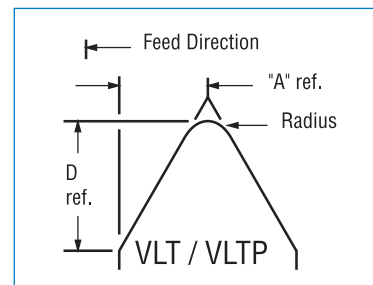 Feed Direction
"A" ref.
Radius
D
ref.
VLT / VLTP